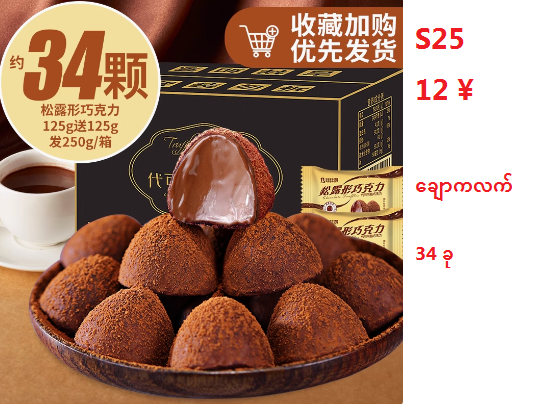 收藏加购
优先发货
约34颗
松露形巧克力
125g送125g
发250g/箱
代可
松露形巧克力
S25
12 ¥
ချောကလက်
34 ခု